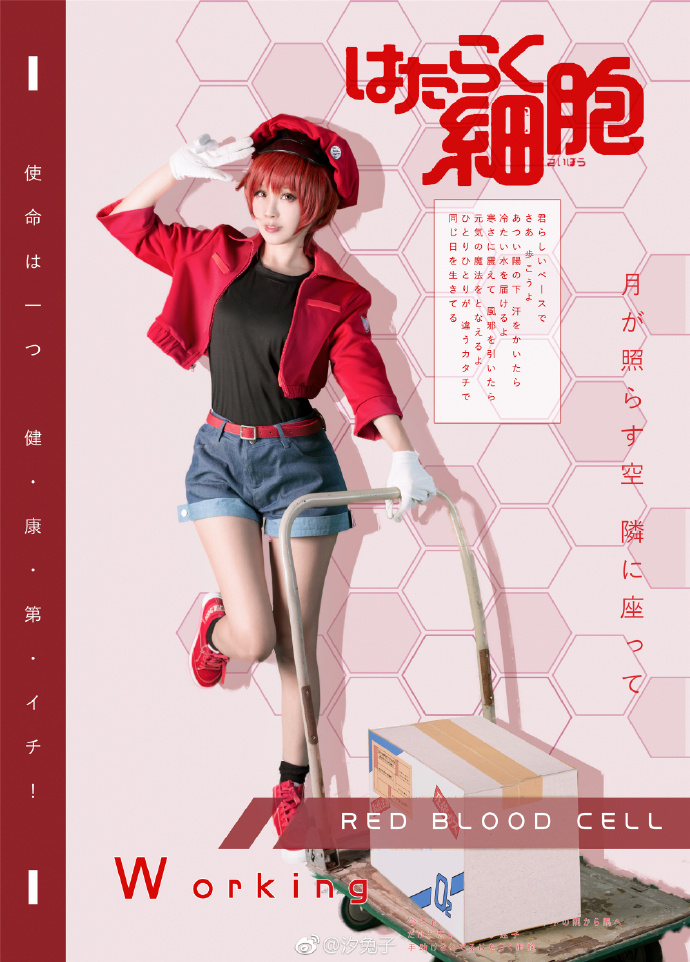 はたらく
細胞
さいぼう
使命は一つ 健・康・第・イチ！
君らしいペースで
さあ 歩こうよ
あつい陽の下 汗をかいたら
冷たい水を届けるよ
寒さに震えて 風邪を引いたら
元気の魔法をとなえるよ
ひとりひとりが 違うカタチで
同じ日を生きてる
月が照らす空 隣に座って
O₂
RED BLOOD CELL
Working
汐兔子